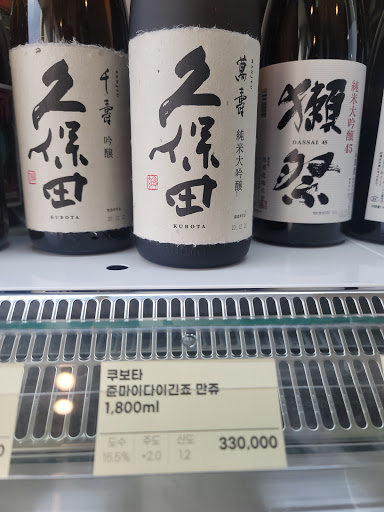 久保田
千壽
吟醸
KUBOTA
久保田
萬壽
純米大吟醸
KUBOTA
獺祭
純米大吟醸45
DASSAI 45
쿠보타
준마이다이긴죠 만쥬
1,800ml
도수 주도 산도
15.5% +2.0 1.2
330,000
0